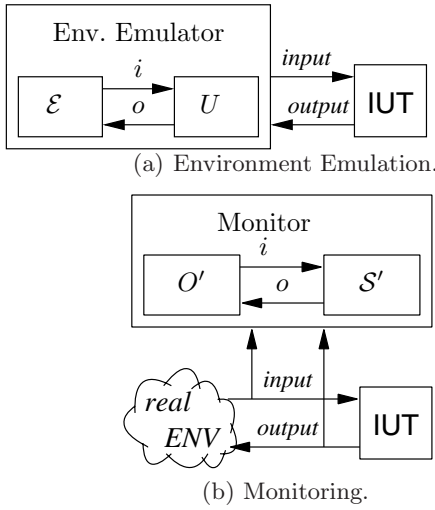 Env. Emulator
i
input
ℰ
o
U
output
IUT
(a) Environment Emulation.
Monitor
i
O′
o
𝒮′
input
real
ENV
output
IUT
(b) Monitoring.